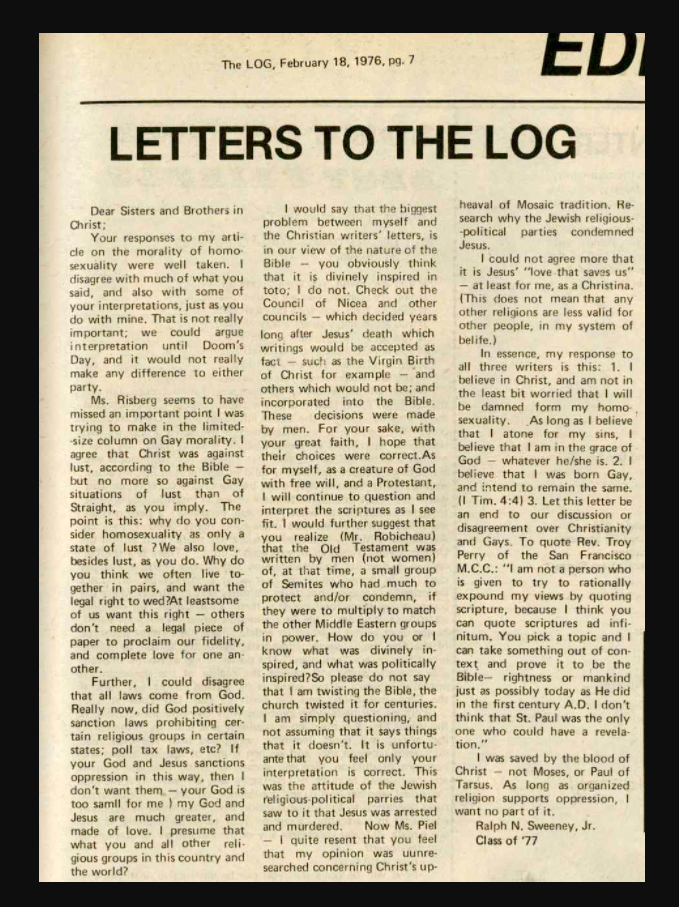 The LOG, February 18, 1976, pg. 7
EDI
LETTERS TO THE LOG
Dear Sisters and Brothers in
Christ;
Your responses to my arti-
cle on the morality of homo-
sexuality were well taken. I
disagree with much of what you
said, and also with some of
your interpretations, just as you
do with mine. That is not really
important; we could argue
interpretation until Doom's
Day, and it would not really
make any difference to either
party.
Ms. Risberg seems to have
missed an important point I was
trying to make in the limited-
-size column on Gay morality. I
agree that Christ was against
lust, according to the Bible —
but no more so against Gay
situations of lust than of
Straight, as you imply. The
point is this: why do you con-
sider homosexuality as only a
state of lust ? We also love,
besides lust, as you do. Why do
you think we often live to-
gether in pairs, and want the
legal right to wed?At leastsome
of us want this right — others
don't need a legal piece of
paper to proclaim our fidelity,
and complete love for one an-
other.
Further, I could disagree
that all laws come from God.
Really now, did God positively
sanction laws prohibiting cer-
tain religious groups in certain
states; poll tax laws, etc? If
your God and Jesus sanctions
oppression in this way, then I
don't want them, — your God is
too samll for me ) my God and
Jesus are much greater, and
made of love. I presume that
what you and all other reli-
gious groups in this country and
the world?
I would say that the biggest
problem between myself and
the Christian writers' letters, is
in our view of the nature of the
Bible — you obviously think
that it is divinely inspired in
toto; I do not. Check out the
Council of Nicea and other
councils — which decided years
long after Jesus' death which
writings would be accepted as
fact — such as the Virgin Birth
of Christ for example — and
others which would not be; and
incorporated into the Bible.
These decisions were made
by men. For your sake, with
your great faith, I hope that
their choices were correct.As
for myself, as a creature of God
with free will, and a Protestant,
I will continue to question and
interpret the scriptures as I see
fit. I would further suggest that
you realize (Mr. Robicheau)
that the Old Testament was
written by men (not women)
of, at that time, a small group
of Semites who had much to
protect and/or condemn, if
they were to multiply to match
the other Middle Eastern groups
in power. How do you or I
know what was divinely in-
spired, and what was politically
inspired?So please do not say
that I am twisting the Bible, the
church twisted it for centuries.
I am simply questioning, and
not assuming that it says things
that it doesn't. It is unfortu-
ante that you feel only your
interpretation is correct. This
was the attitude of the Jewish
religious-political parries that
saw to it that Jesus was arrested
and murdered. Now Ms. Piel
— I quite resent that you feel
that my opinion was uunre-
searched concerning Christ's up-
heaval of Mosaic tradition. Re-
search why the Jewish religious-
-political parties condemned
Jesus.
I could not agree more that
it is Jesus' "love that saves us"
— at least for me, as a Christina.
(This does not mean that any
other religions are less valid for
other people, in my system of
belife.)
In essence, my response to
all three writers is this: 1. I
believe in Christ, and am not in
the least bit worried that I will
be damned form my homo-
sexuality. As long as I believe
that I atone for my sins, I
believe that I am in the grace of
God — whatever he/she is. 2. I
believe that I was born Gay,
and intend to remain the same.
(I Tim. 4:4) 3. Let this letter be
an end to our discussion or
disagreement over Christianity
and Gays. To quote Rev. Troy
Perry of the San Francisco
M.C.C.: "I am not a person who
is given to try to rationally
expound my views by quoting
scripture, because I think you
can quote scriptures ad infi-
nitum. You pick a topic and I
can take something out of con-
text and prove it to be the
Bible— rightness or mankind
just as possibly today as He did
in the first century A.D. I don't
think that St. Paul was the only
one who could have a revela-
tion."
I was saved by the blood of
Christ — not Moses, or Paul of
Tarsus. As long as organized
religion supports oppression, I
want no part of it.
Ralph N. Sweeney, Jr.
Class of '77